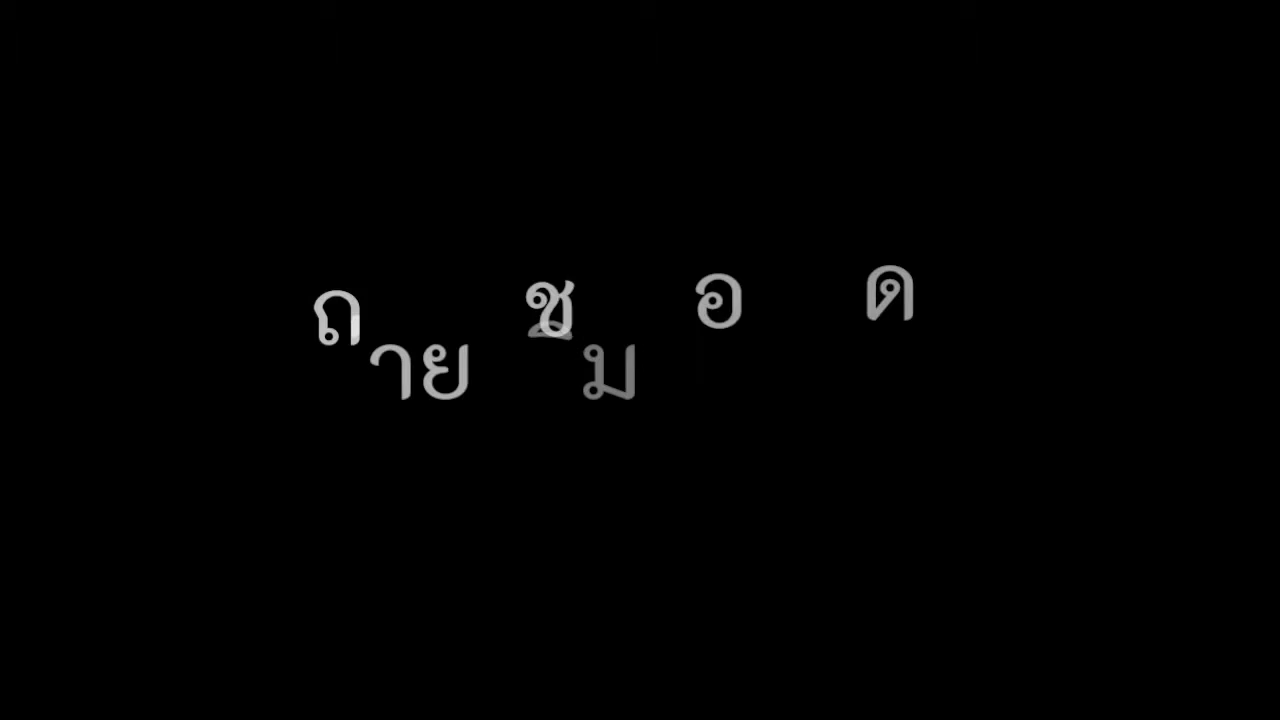 ถ ช อ ด
าย ิม